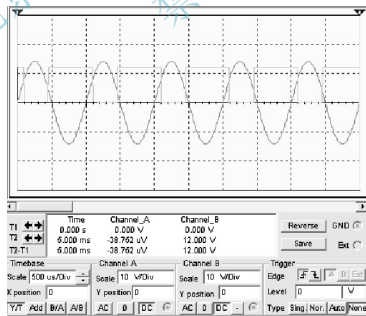 Time Channel_A Channel_B
T1 0.000 s 0.000 V 0.000 V
T2 5.000 ms -38.762 uV 12.000 V
T2-T1 5.000 ms -38.762 uV 12.000 V
Reverse GND
Save Ext
Timebase Channel A Channel B Trigger
Scale 500 us/Div Scale 10 V/Div Scale 10 V/Div Edge A B Ext
X position 0 Y position 0 Y position 0 Level 0 V
Y/T Add B/A A/B AC 0 DC AC 0 DC - Type Sing. Nor. Auto None